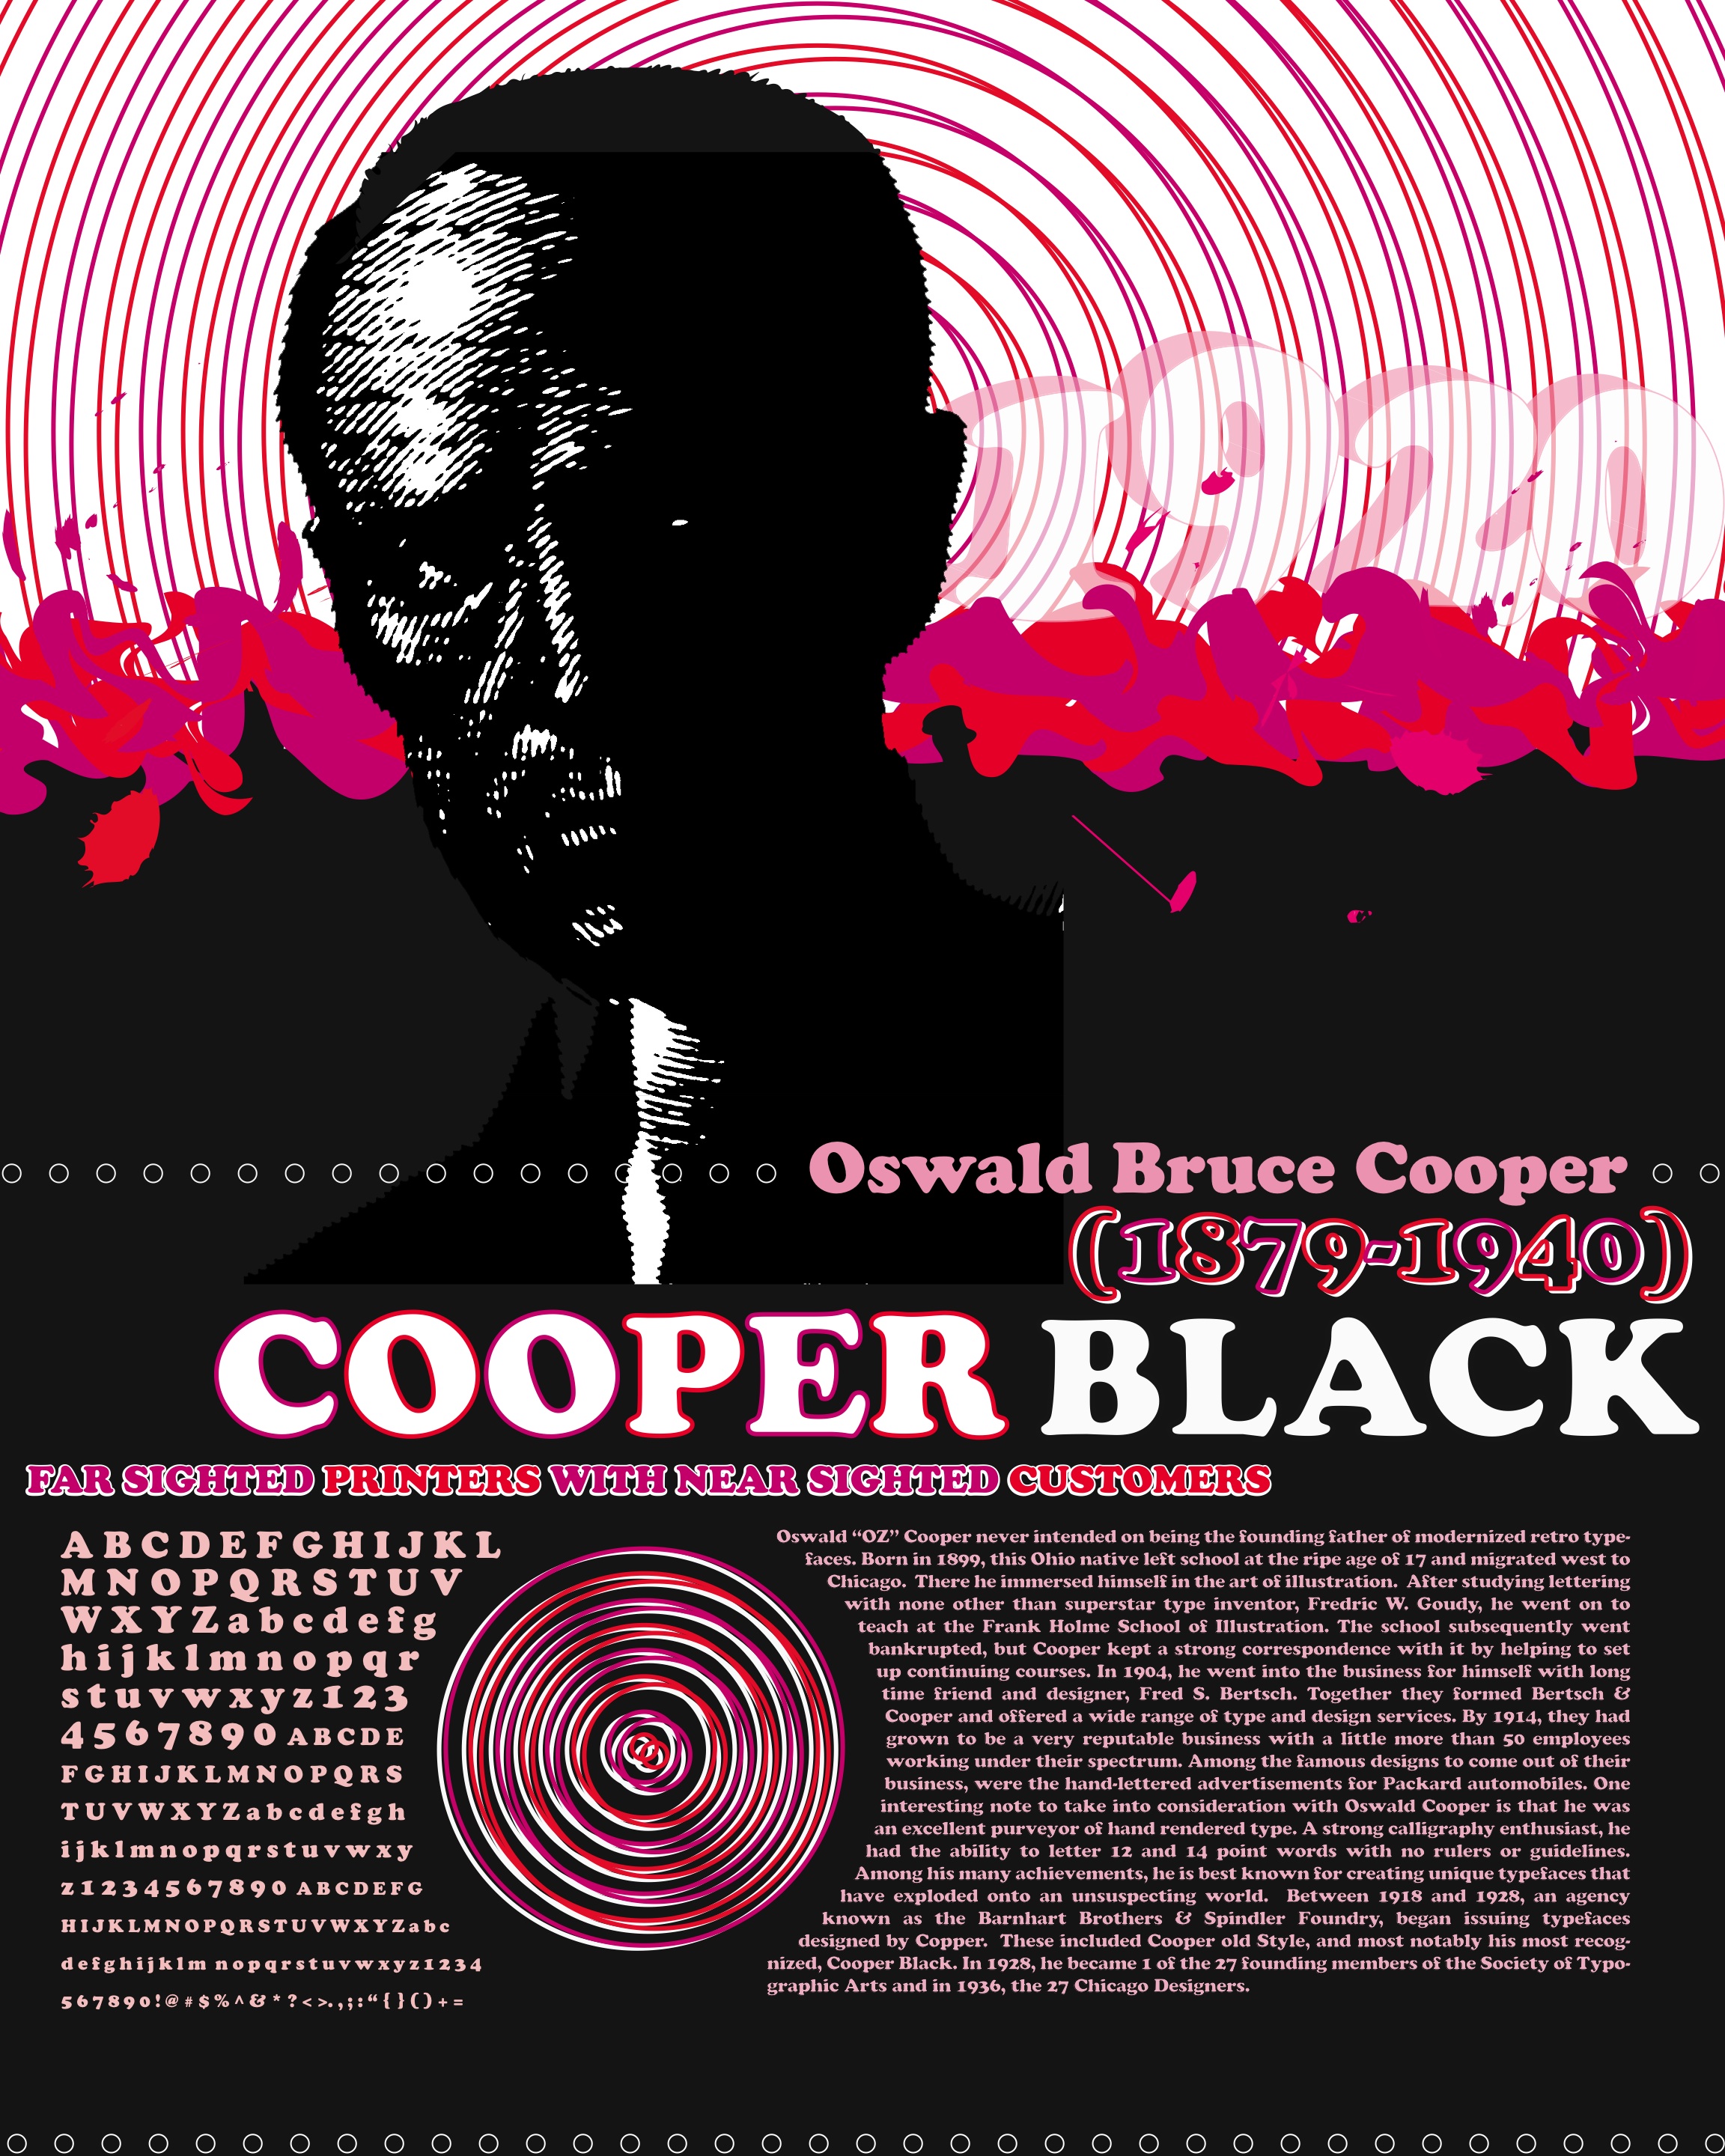 1920
Oswald Bruce Cooper
(1879-1940)
COOPER BLACK
FAR SIGHTED PRINTERS WITH NEAR SIGHTED CUSTOMERS
A B C D E F G H I J K L
M N O P Q R S T U V
W X Y Z a b c d e f g
h i j k l m n o p q r
s t u v w x y z 1 2 3
4 5 6 7 8 9 0 A B C D E
F G H I J K L M N O P Q R S
T U V W X Y Z a b c d e f g h
i j k l m n o p q r s t u v w x y
z 1 2 3 4 5 6 7 8 9 0 A B C D E F G
H I J K L M N O P Q R S T U V W X Y Z a b c
d e f g h i j k l m n o p q r s t u v w x y z 1 2 3 4
5 6 7 8 9 0 ! @ # $ % ^ & * ? < > . , ; : “ { } ( ) + =
Oswald “OZ” Cooper never intended on being the founding father of modernized retro type-
faces. Born in 1899, this Ohio native left school at the ripe age of 17 and migrated west to
Chicago. There he immersed himself in the art of illustration. After studying lettering
with none other than superstar type inventor, Fredric W. Goudy, he went on to
teach at the Frank Holme School of Illustration. The school subsequently went
bankrupted, but Cooper kept a strong correspondence with it by helping to set
up continuing courses. In 1904, he went into the business for himself with long
time friend and designer, Fred S. Bertsch. Together they formed Bertsch &
Cooper and offered a wide range of type and design services. By 1914, they had
grown to be a very reputable business with a little more than 50 employees
working under their spectrum. Among the famous designs to come out of their
business, were the hand-lettered advertisements for Packard automobiles. One
interesting note to take into consideration with Oswald Cooper is that he was
an excellent purveyor of hand rendered type. A strong calligraphy enthusiast, he
had the ability to letter 12 and 14 point words with no rulers or guidelines.
Among his many achievements, he is best known for creating unique typefaces that
have exploded onto an unsuspecting world. Between 1918 and 1928, an agency
known as the Barnhart Brothers & Spindler Foundry, began issuing typefaces
designed by Copper. These included Cooper old Style, and most notably his most recog-
nized, Cooper Black. In 1928, he became 1 of the 27 founding members of the Society of Typo-
graphic Arts and in 1936, the 27 Chicago Designers.